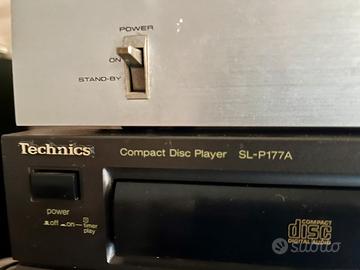 POWER
ON
STAND-BY
Technics Compact Disc Player SL-P177A
power
off on timer play
COMPACT
disc
DIGITAL AUDIO
subito